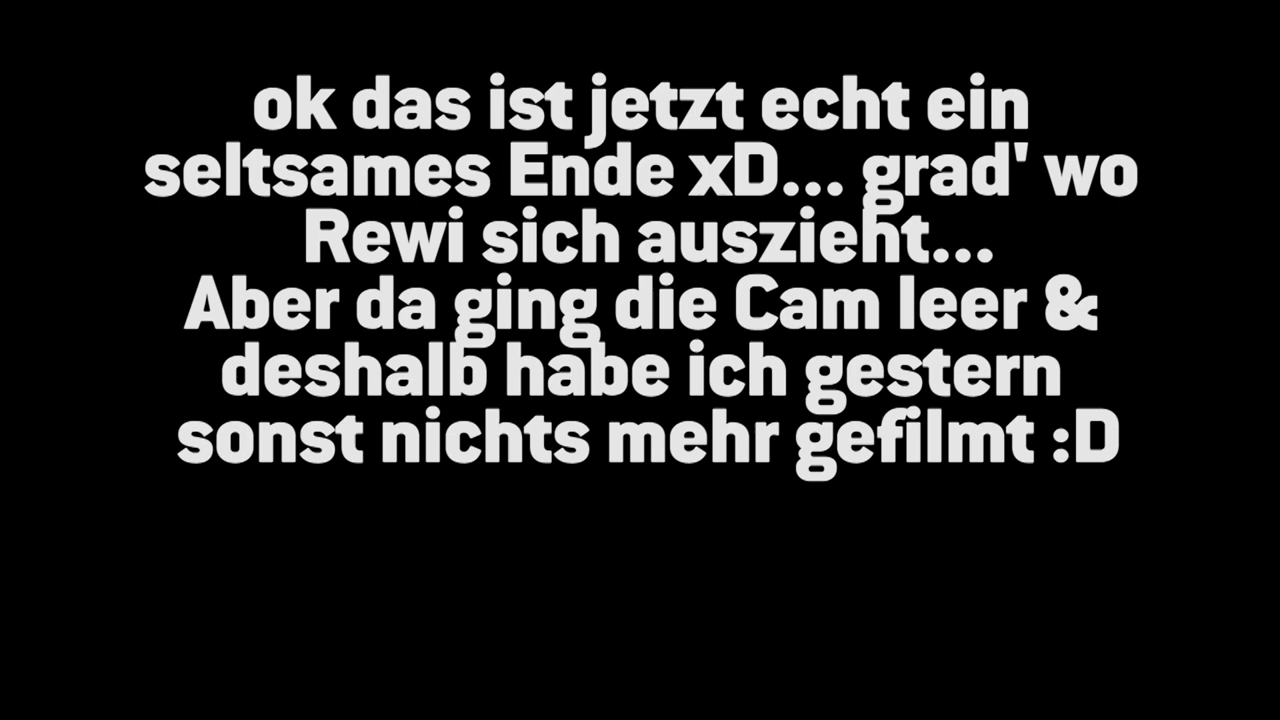 ok das ist jetzt echt ein
seltsames Ende xD... grad' wo
Rewi sich auszieht...
Aber da ging die Cam leer &
deshalb habe ich gestern
sonst nichts mehr gefilmt :D